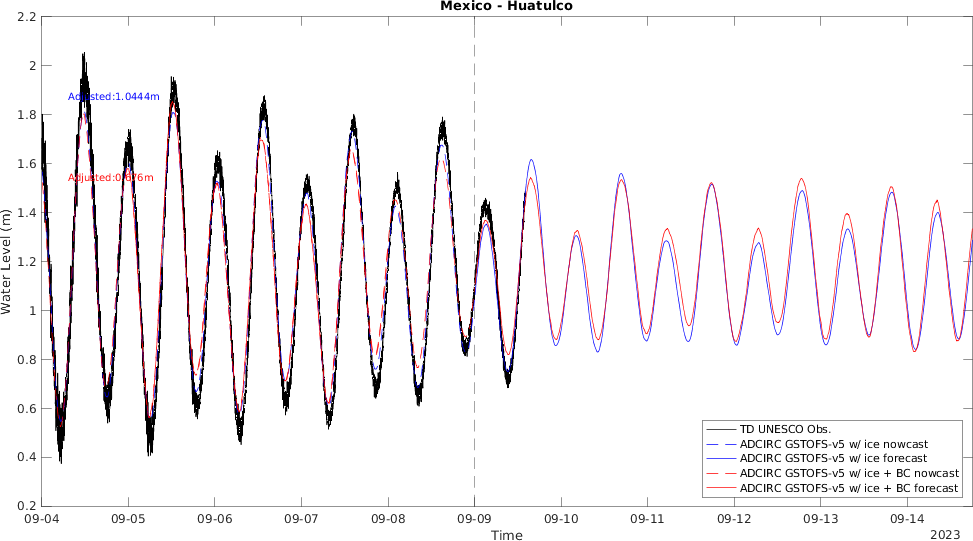 Mexico - Huatulco
2.2
2
1.8
1.6
1.4
1.2
1
0.8
0.6
0.4
0.2
Water Level (m)
Adjusted:1.0444m
Adjusted:0.676m
TD UNESCO Obs.
ADCIRC GSTOFS-v5 w/ ice nowcast
ADCIRC GSTOFS-v5 w/ ice forecast
ADCIRC GSTOFS-v5 w/ ice + BC nowcast
ADCIRC GSTOFS-v5 w/ ice + BC forecast
09-04 09-05 09-06 09-07 09-08 09-09 09-10 09-11 09-12 09-13 09-14
Time
2023